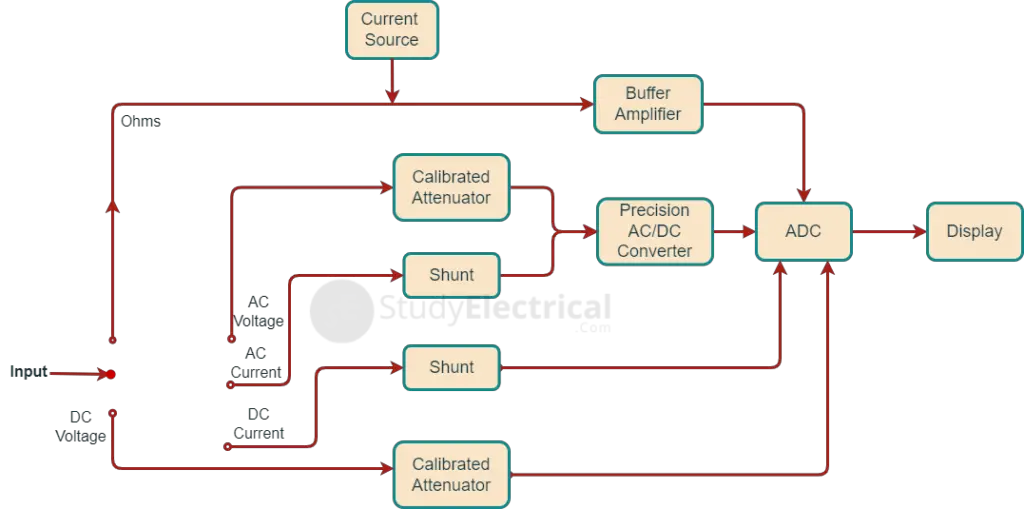 Current
Source
Ohms
Buffer
Amplifier
Calibrated
Attenuator
Precision
AC/DC
Converter
ADC
Display
Shunt
AC
Voltage
StudyElectrical
.Com
AC
Current
Input
Shunt
DC
Voltage
DC
Current
Calibrated
Attenuator